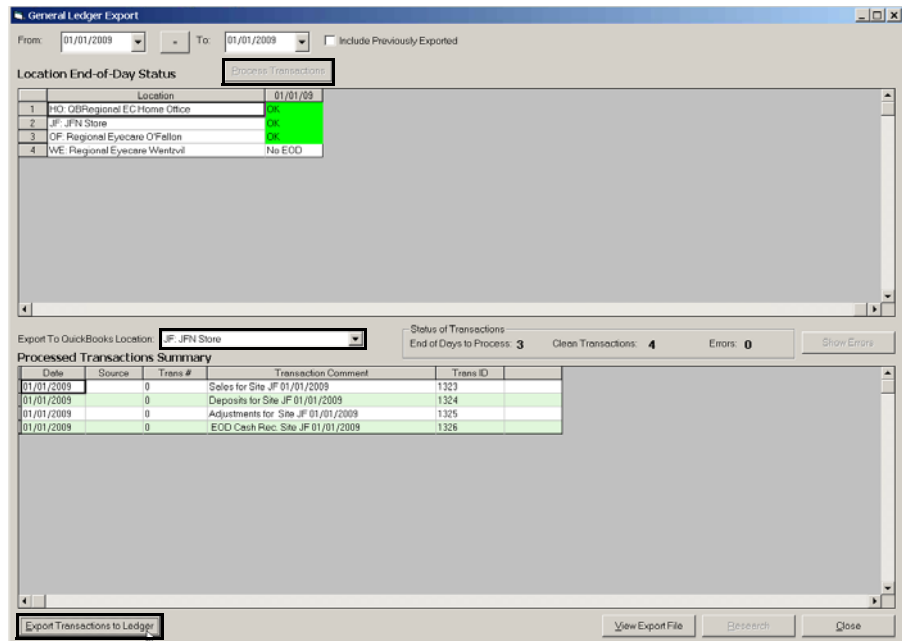 General Ledger Export
From: 01/01/2009 = To: 01/01/2009 Include Previously Exported
Location End-of-Day Status Process Transactions
Location 01/01/09
1 HO: QBRegional EC Home Office OK
2 JF: JFN Store OK
3 OF: Regional Eyecare O'Fallon OK
4 WE: Regional Eyecare Wentzvil No EOD
Export To QuickBooks Location: JF: JFN Store
Status of Transactions
End of Days to Process: 3 Clean Transactions: 4 Errors: 0 Show Errors
Processed Transactions Summary
Date Source Trans # Transaction Comment Trans ID
01/01/2009 0 Sales for Site JF 01/01/2009 1323
01/01/2009 0 Deposits for Site JF 01/01/2009 1324
01/01/2009 0 Adjustments for Site JF 01/01/2009 1325
01/01/2009 0 EOD Cash Rec. Site JF 01/01/2009 1326
Export Transactions to Ledger View Export File Research Close